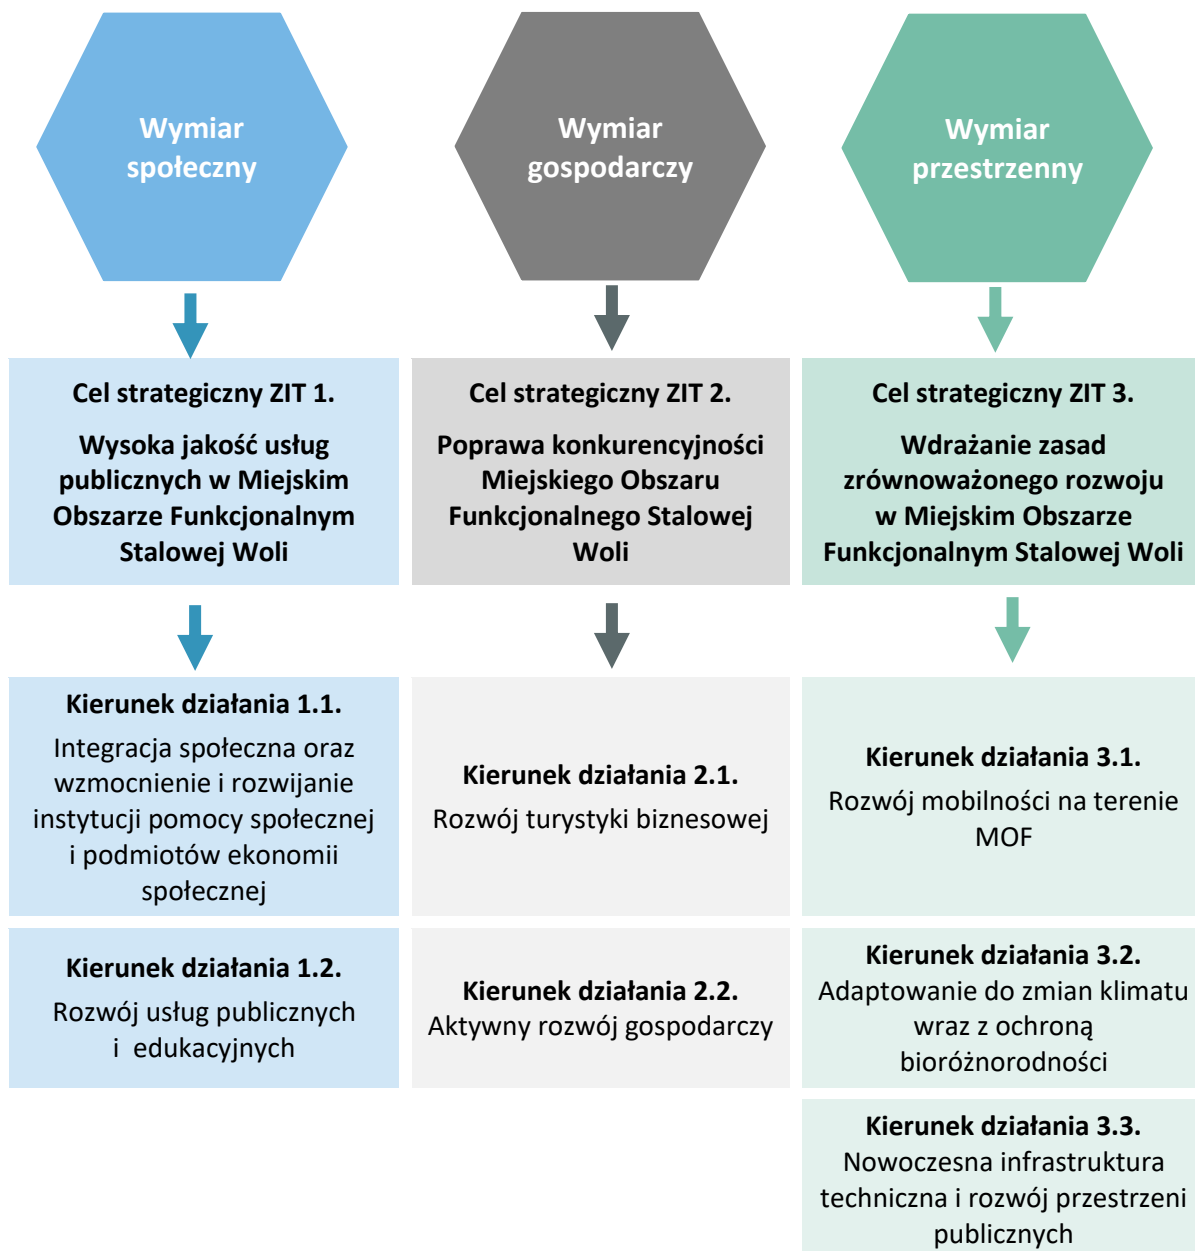 Wymiar
społeczny
Wymiar
gospodarczy
Wymiar
przestrzenny
Cel strategiczny ZIT 1.
Wysoka jakość usług
publicznych w Miejskim
Obszarze Funkcjonalnym
Stalowej Woli
Cel strategiczny ZIT 2.
Poprawa konkurencyjności
Miejskiego Obszaru
Funkcjonalnego Stalowej
Woli
Cel strategiczny ZIT 3.
Wdrażanie zasad
zrównoważonego rozwoju
w Miejskim Obszarze
Funkcjonalnym Stalowej Woli
Kierunek działania 1.1.
Integracja społeczna oraz
wzmocnienie i rozwijanie
instytucji pomocy społecznej
i podmiotów ekonomii
społecznej
Kierunek działania 2.1.
Rozwój turystyki biznesowej
Kierunek działania 3.1.
Rozwój mobilności na terenie
MOF
Kierunek działania 1.2.
Rozwój usług publicznych
i edukacyjnych
Kierunek działania 2.2.
Aktywny rozwój gospodarczy
Kierunek działania 3.2.
Adaptowanie do zmian klimatu
wraz z ochroną
bioróżnorodności
Kierunek działania 3.3.
Nowoczesna infrastruktura
techniczna i rozwój przestrzeni
publicznych